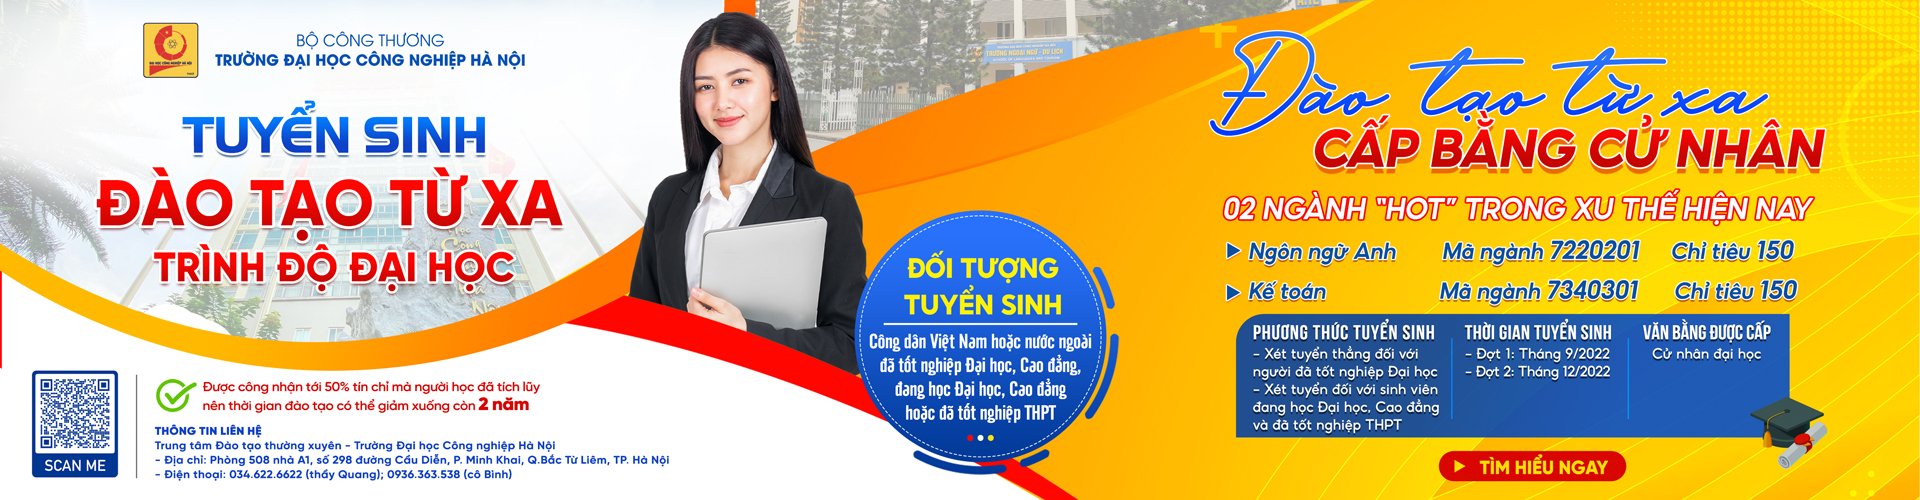 BỘ CÔNG THƯƠNG
TRƯỜNG ĐẠI HỌC CÔNG NGHIỆP HÀ NỘI
TUYỂN SINH
ĐÀO TẠO TỪ XA
TRÌNH ĐỘ ĐẠI HỌC
SCAN ME
Được công nhận tới 50% tín chỉ mà người học đã tích lũy
nên thời gian đào tạo có thể giảm xuống còn 2 năm
THÔNG TIN LIÊN HỆ
Trung tâm Đào tạo thường xuyên - Trường Đại học Công nghiệp Hà Nội
- Địa chỉ: Phòng 508 nhà A1, số 298 đường Cầu Diễn, P. Minh Khai, Q.Bắc Từ Liêm, TP. Hà Nội
- Điện thoại: 034.622.6622 (thầy Quang); 0936.363.538 (cô Bình)
ĐỐI TƯỢNG
TUYỂN SINH
Công dân Việt Nam hoặc nước ngoài
đã tốt nghiệp Đại học, Cao đẳng,
đang học Đại học, Cao đẳng
hoặc đã tốt nghiệp THPT
TRƯỜNG NGOẠI NGỮ - DU LỊCH
Đào tạo từ xa
CẤP BẰNG CỬ NHÂN
02 NGÀNH "HOT" TRONG XU THẾ HIỆN NAY
Ngôn ngữ Anh Mã ngành 7220201 Chỉ tiêu 150
Kế toán Mã ngành 7340301 Chỉ tiêu 150
PHƯƠNG THỨC TUYỂN SINH
- Xét tuyển thẳng đối với
người đã tốt nghiệp Đại học
- Xét tuyển đối với sinh viên
đang học Đại học, Cao đẳng
và đã tốt nghiệp THPT
THỜI GIAN TUYỂN SINH
- Đợt 1: Tháng 9/2022
- Đợt 2: Tháng 12/2022
VĂN BẰNG ĐƯỢC CẤP
Cử nhân đại học
TÌM HIỂU NGAY